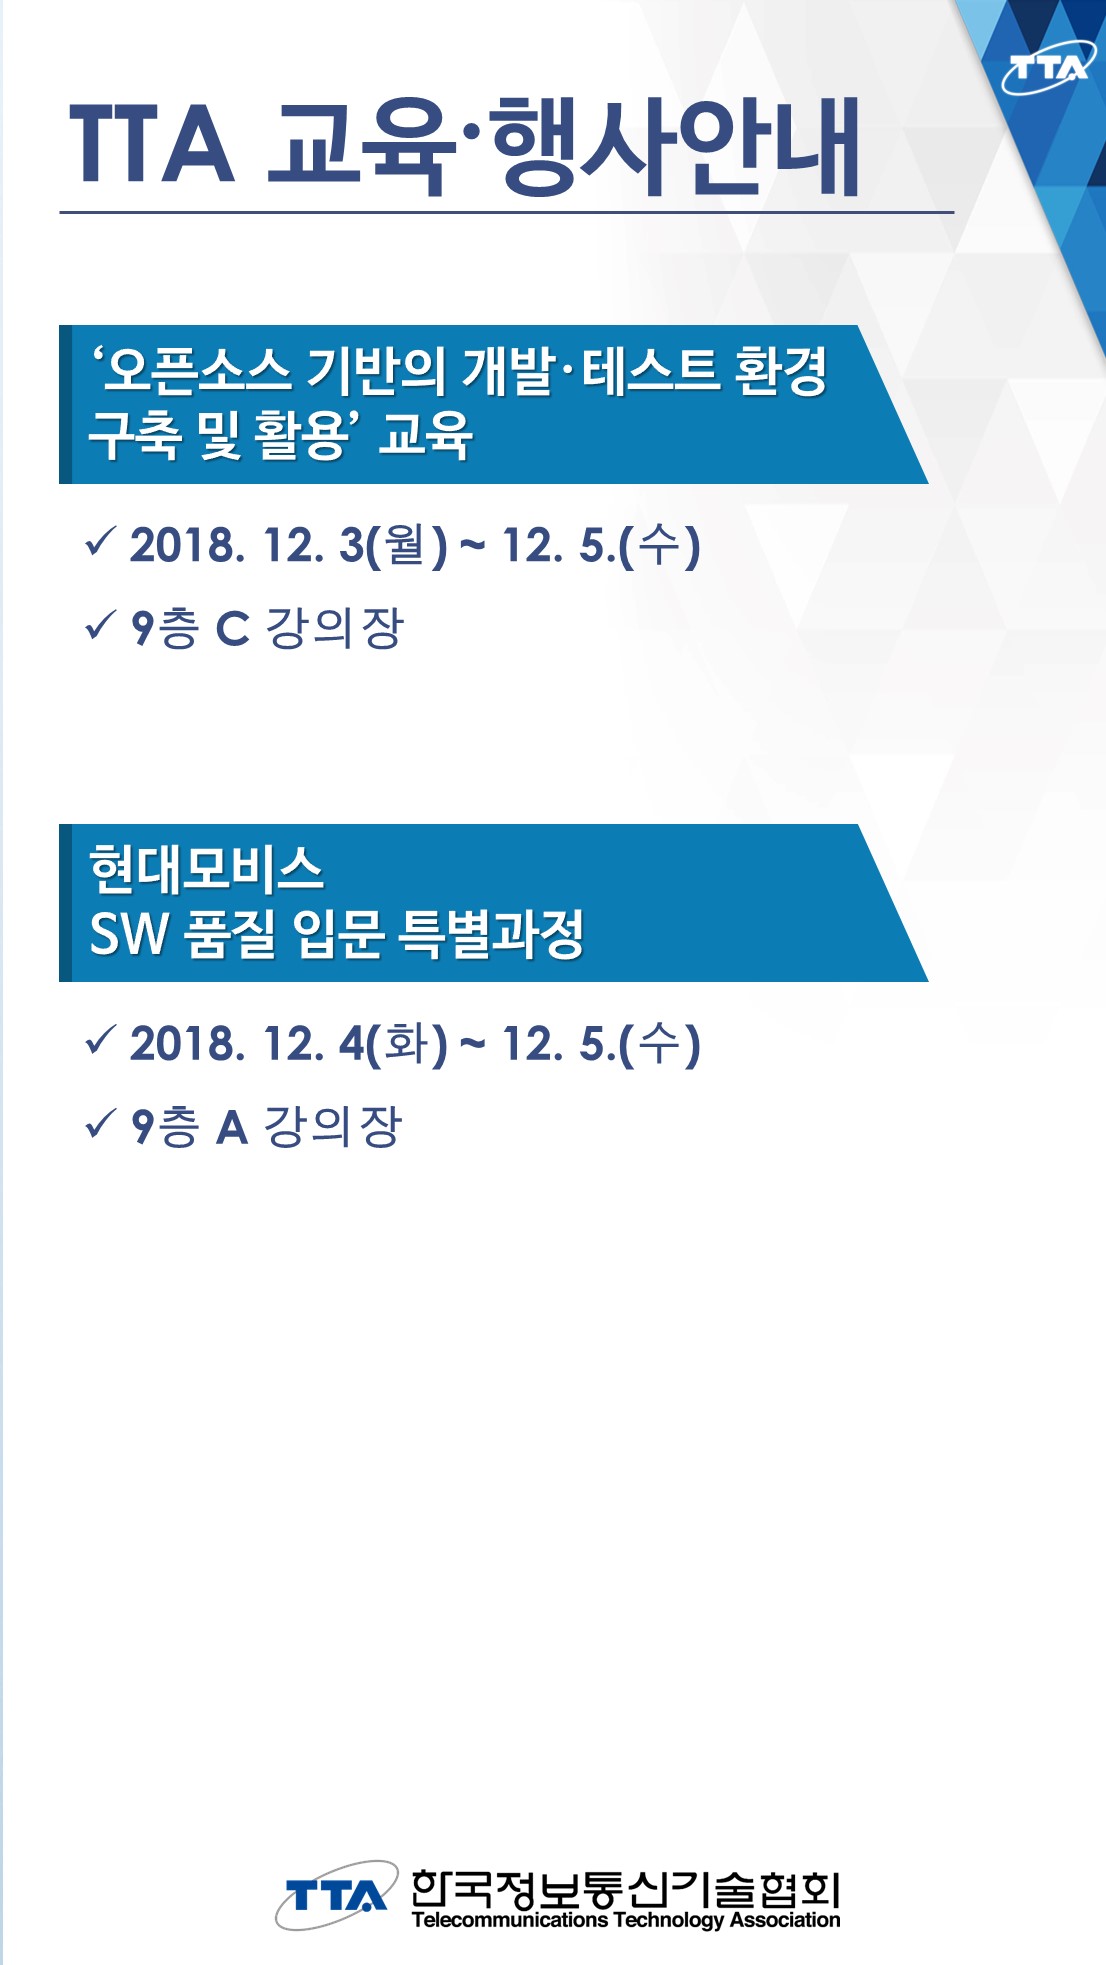 TTA
TTA 교육·행사안내
‘오픈소스 기반의 개발·테스트 환경
구축 및 활용’ 교육
✓ 2018. 12. 3(월) ~ 12. 5.(수)
✓ 9층 C 강의장
현대모비스
SW 품질 입문 특별과정
✓ 2018. 12. 4(화) ~ 12. 5.(수)
✓ 9층 A 강의장
TTA 한국정보통신기술협회
Telecommunications Technology Association